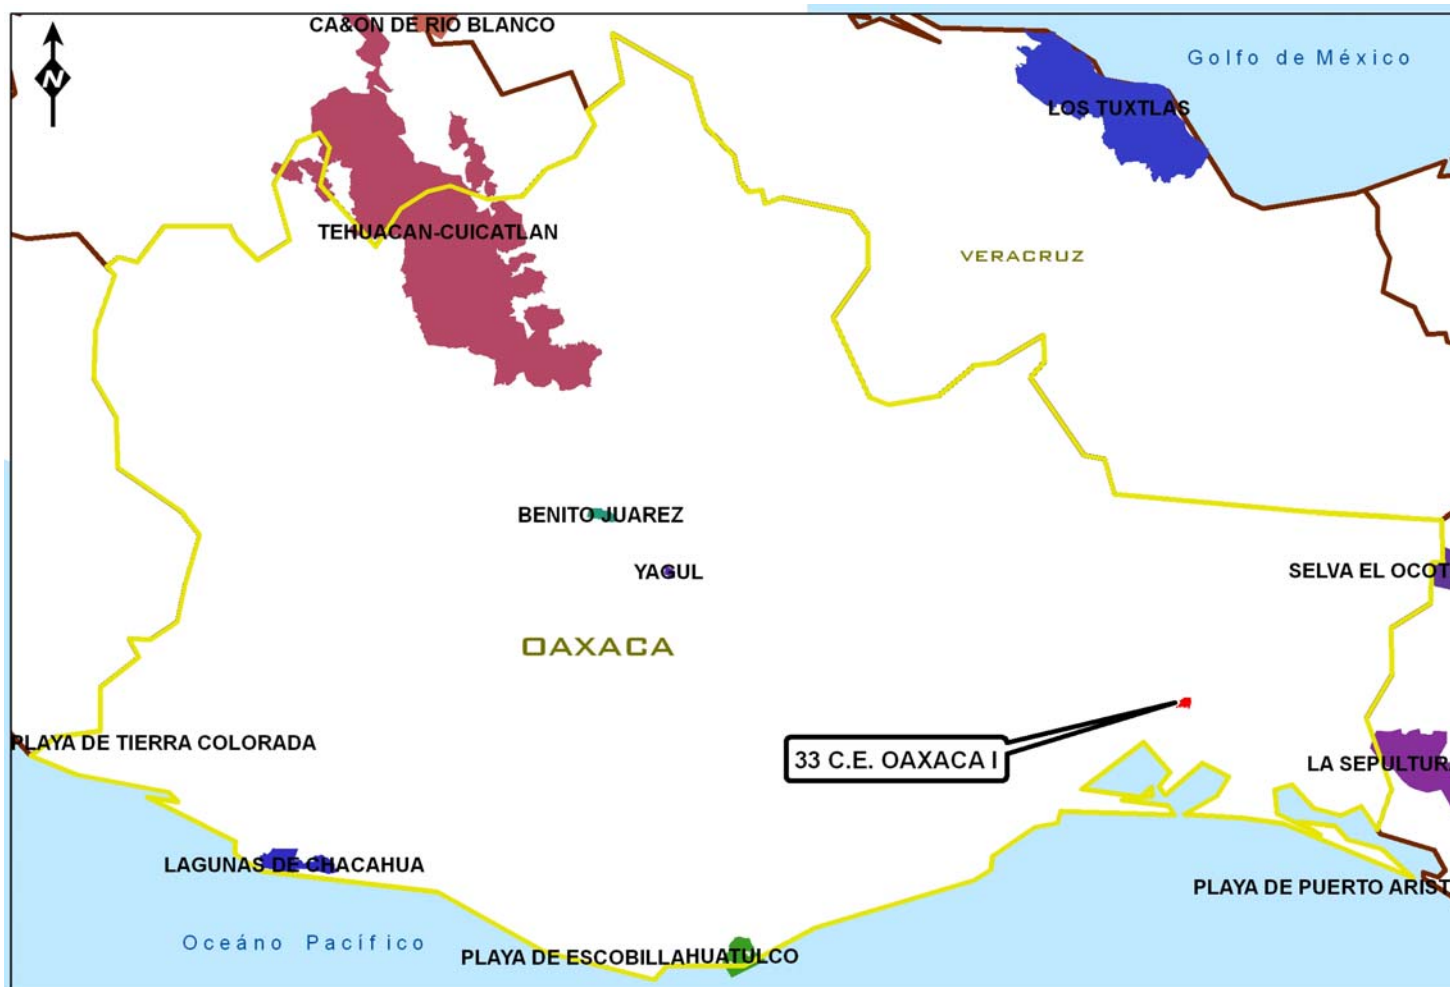 CA&ON DE RIO BLANCO
N
Golfo de México
LOS TUXTLAS
TEHUACAN-CUICATLAN
VERACRUZ
BENITO JUAREZ
YAGUL
SELVA EL OCOT
OAXACA
PLAYA DE TIERRA COLORADA
33 C.E. OAXACA I
LA SEPULTURA
LAGUNAS DE CHACAHUA
PLAYA DE PUERTO ARIST
Oceáno Pacífico
PLAYA DE ESCOBILLA
HUATULCO